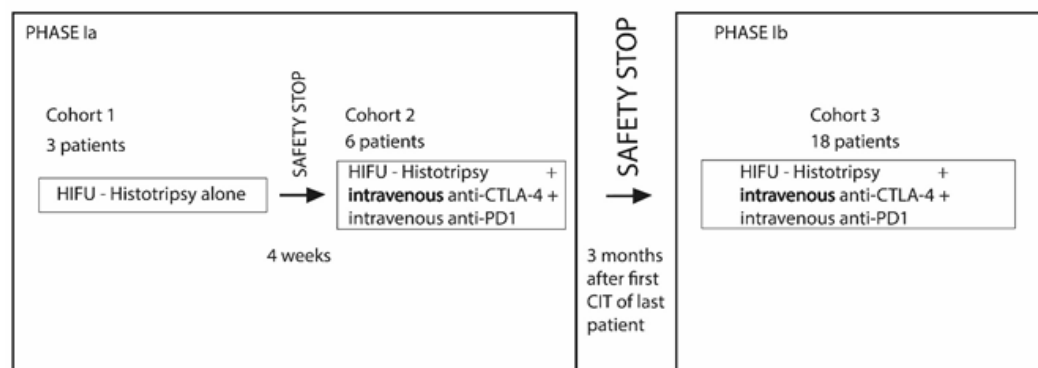 PHASE Ia
Cohort 1
3 patients
HIFU - Histotripsy alone
SAFETY STOP
4 weeks
Cohort 2
6 patients
HIFU - Histotripsy +
intravenous anti-CTLA-4 +
intravenous anti-PD1
SAFETY STOP
3 months
after first
CIT of last
patient
PHASE Ib
Cohort 3
18 patients
HIFU - Histotripsy +
intravenous anti-CTLA-4 +
intravenous anti-PD1